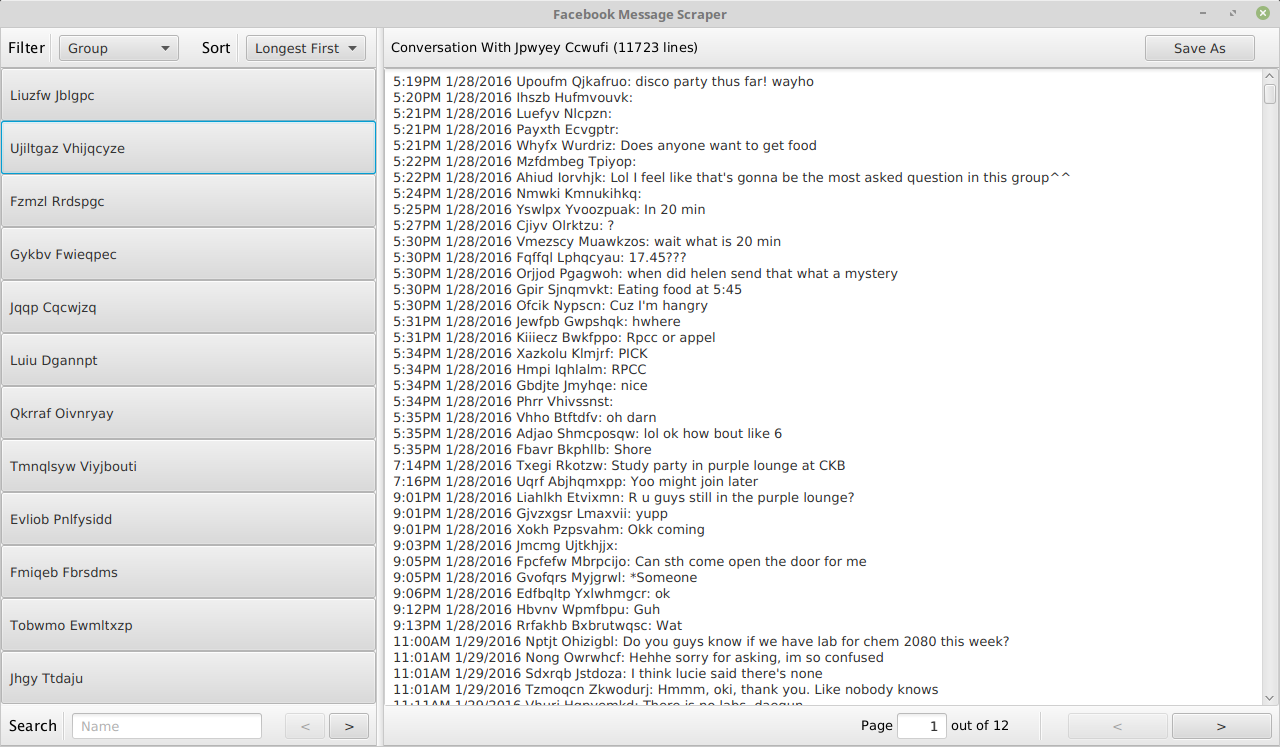 Facebook Message Scraper
Filter Group Sort Longest First
Conversation With Jpwyey Ccwufi (11723 lines) Save As
Liuzfw Jblgpc
Ujiltgaz Vhijqcyze
Fzmzl Rrdspgc
Gykbv Fwieqpec
Jqqp Cqcwjzq
Luiu Dgannpt
Qkrraf Oivnryay
Tmnqlsyw Viyjbouti
Evliob Pnlfysidd
Fmiqeb Fbrsdms
Tobwmo Ewmltxzp
Jhgy Ttdaju
Search Name < >
5:19PM 1/28/2016 Upoufm Qjkafruo: disco party thus far! wayho
5:20PM 1/28/2016 Ihszb Hufmvouvk:
5:21PM 1/28/2016 Luefyv Nlcpzn:
5:21PM 1/28/2016 Payxth Ecvgptr:
5:21PM 1/28/2016 Whyfx Wurdriz: Does anyone want to get food
5:22PM 1/28/2016 Mzfdmbeg Tpiyop:
5:22PM 1/28/2016 Ahiud Iorvhjk: Lol I feel like that's gonna be the most asked question in this group^^
5:24PM 1/28/2016 Nmwki Kmnukihkq:
5:25PM 1/28/2016 Yswlpx Yvoozpuak: In 20 min
5:27PM 1/28/2016 Cjiyv Olrktzu: ?
5:30PM 1/28/2016 Vmezscy Muawkzos: wait what is 20 min
5:30PM 1/28/2016 Fqffql Lphqcyau: 17.45???
5:30PM 1/28/2016 Orjjod Pgagwoh: when did helen send that what a mystery
5:30PM 1/28/2016 Gpir Sjnqmvkt: Eating food at 5:45
5:30PM 1/28/2016 Ofcik Nypscn: Cuz I'm hangry
5:31PM 1/28/2016 Jewfpb Gwpshqk: hwhere
5:31PM 1/28/2016 Kiiiecz Bwkfppo: Rpcc or appel
5:34PM 1/28/2016 Xazkolu Klmjrf: PICK
5:34PM 1/28/2016 Hmpi Iqhlalm: RPCC
5:34PM 1/28/2016 Gbdjte Jmyhqe: nice
5:34PM 1/28/2016 Phrr Vhivssnst:
5:35PM 1/28/2016 Vhho Btftdfv: oh darn
5:35PM 1/28/2016 Adjao Shmcposqw: lol ok how bout like 6
5:35PM 1/28/2016 Fbavr Bkphllb: Shore
7:14PM 1/28/2016 Txegi Rkotzw: Study party in purple lounge at CKB
7:16PM 1/28/2016 Uqrf Abjhqmxpp: Yoo might join later
9:01PM 1/28/2016 Liahlkh Etvixmn: R u guys still in the purple lounge?
9:01PM 1/28/2016 Gjvzxgsr Lmaxvii: yupp
9:01PM 1/28/2016 Xokh Pzpsvahm: Okk coming
9:03PM 1/28/2016 Jmcmg Ujtkhjjx:
9:05PM 1/28/2016 Fpcfefw Mbrpcijo: Can sth come open the door for me
9:05PM 1/28/2016 Gvofqrs Myjgrwl: *Someone
9:06PM 1/28/2016 Edfbqltp Yxlwhmgcr: ok
9:12PM 1/28/2016 Hbvnv Wpmfbpu: Guh
9:13PM 1/28/2016 Rrfakhb Bxbrutwqsc: Wat
11:00AM 1/29/2016 Nptjt Ohizigbl: Do you guys know if we have lab for chem 2080 this week?
11:01AM 1/29/2016 Nong Owrwhcf: Hehhe sorry for asking, im so confused
11:01AM 1/29/2016 Sdxrqb Jstdoza: I think lucie said there's none
11:01AM 1/29/2016 Tzmoqcn Zkwodurj: Hmmm, oki, thank you. Like nobody knows
11:11AM 1/29/2016 There is no labs, daegun
Page 1 out of 12 < >